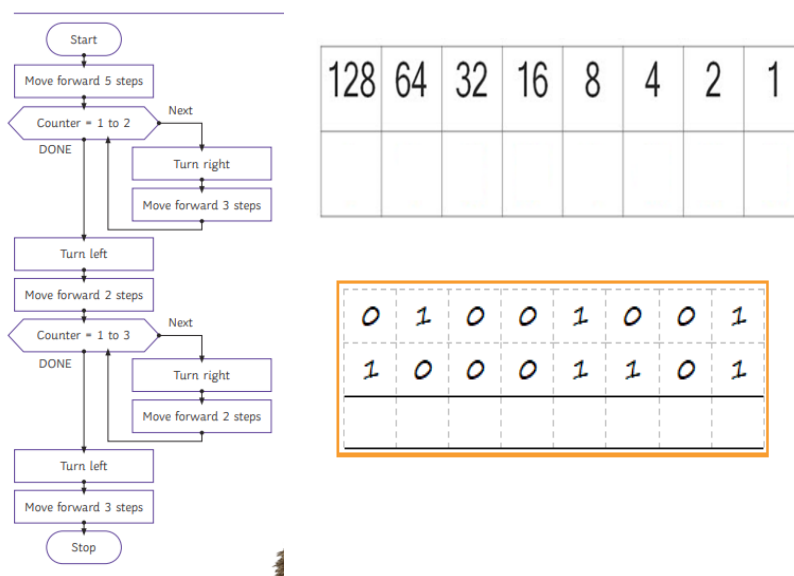 Start
Move forward 5 steps
Counter = 1 to 2
Next
DONE
Turn right
Move forward 3 steps
Turn left
Move forward 2 steps
Counter = 1 to 3
Next
DONE
Turn right
Move forward 2 steps
Turn left
Move forward 3 steps
Stop
128 64 32 16 8 4 2 1
0 1 0 0 1 0 0 1
1 0 0 0 1 1 0 1